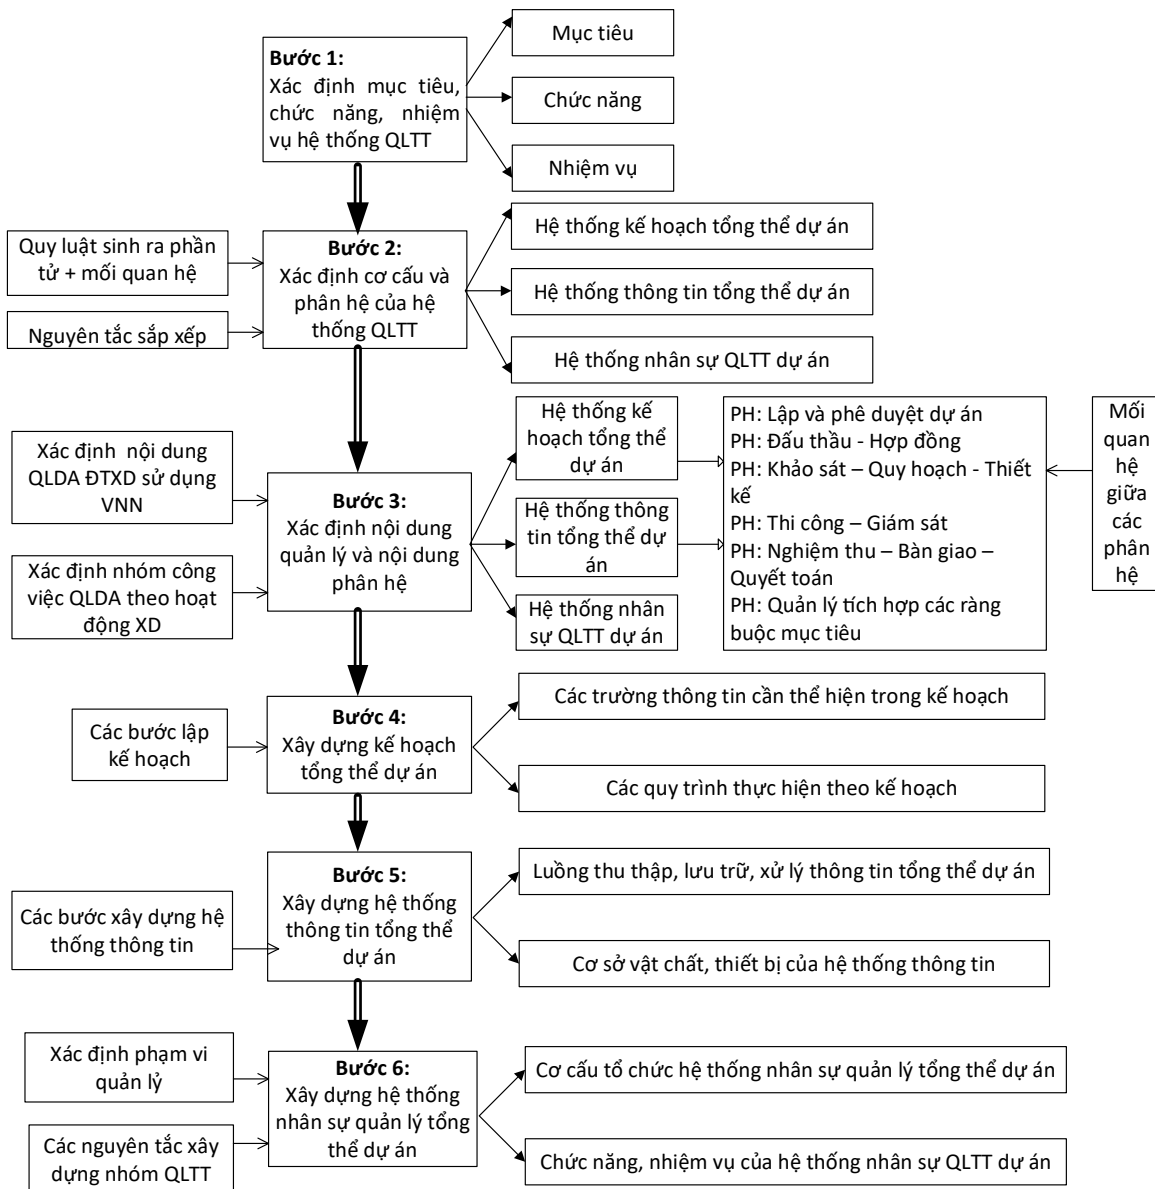 Bước 1:
Xác định mục tiêu,
chức năng, nhiệm
vụ hệ thống QLTT
Mục tiêu
Chức năng
Nhiệm vụ
Quy luật sinh ra phần
tử + mối quan hệ
Nguyên tắc sắp xếp
Bước 2:
Xác định cơ cấu và
phân hệ của hệ
thống QLTT
Hệ thống kế hoạch tổng thể dự án
Hệ thống thông tin tổng thể dự án
Hệ thống nhân sự QLTT dự án
Xác định nội dung
QLDA ĐTXD sử dụng
VNN
Xác định nhóm công
việc QLDA theo hoạt
động XD
Bước 3:
Xác định nội dung
quản lý và nội dung
phân hệ
Hệ thống kế
hoạch tổng thể
dự án
Hệ thống thông
tin tổng thể dự
án
Hệ thống nhân
sự QLTT dự án
PH: Lập và phê duyệt dự án
PH: Đấu thầu - Hợp đồng
PH: Khảo sát – Quy hoạch - Thiết
kế
PH: Thi công – Giám sát
PH: Nghiệm thu – Bàn giao –
Quyết toán
PH: Quản lý tích hợp các ràng
buộc mục tiêu
Mối
quan
hệ
giữa
các
phân
hệ
Các bước lập
kế hoạch
Bước 4:
Xây dựng kế hoạch
tổng thể dự án
Các trường thông tin cần thể hiện trong kế hoạch
Các quy trình thực hiện theo kế hoạch
Các bước xây dựng hệ
thống thông tin
Bước 5:
Xây dựng hệ thống
thông tin tổng thể
dự án
Luồng thu thập, lưu trữ, xử lý thông tin tổng thể dự án
Cơ sở vật chất, thiết bị của hệ thống thông tin
Xác định phạm vi
quản lỷ
Các nguyên tắc xây
dựng nhóm QLTT
Bước 6:
Xây dựng hệ thống
nhân sự quản lý tổng
thể dự án
Cơ cấu tổ chức hệ thống nhân sự quản lý tổng thể dự án
Chức năng, nhiệm vụ của hệ thống nhân sự QLTT dự án